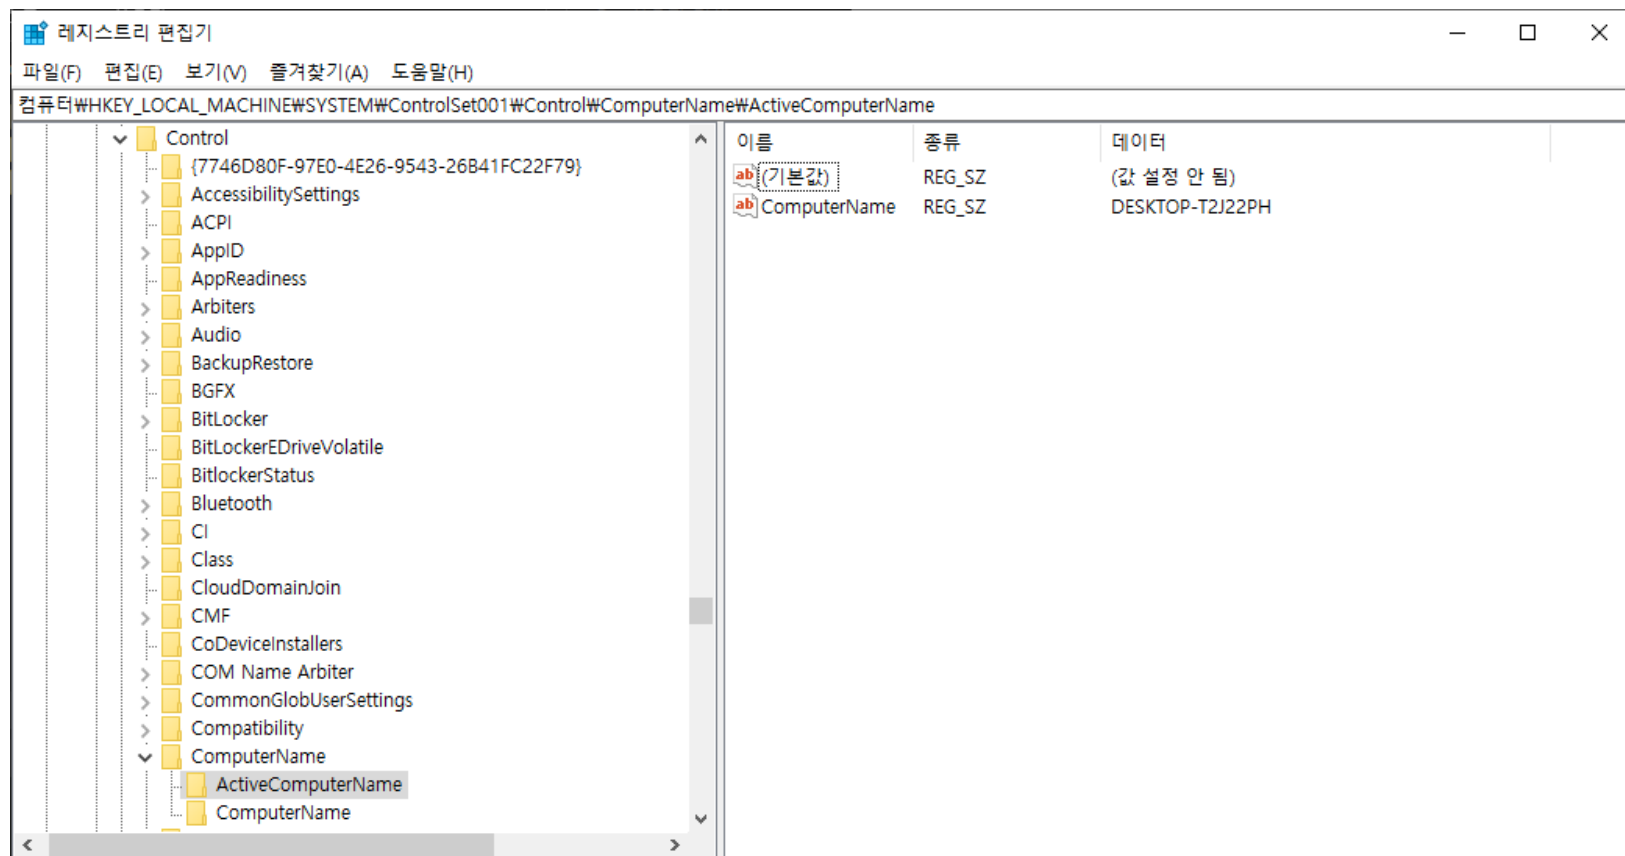 레지스트리 편집기
파일(F) 편집(E) 보기(V) 즐겨찾기(A) 도움말(H)
컴퓨터₩HKEY_LOCAL_MACHINE₩SYSTEM₩ControlSet001₩Control₩ComputerName₩ActiveComputerName
Control
{7746D80F-97E0-4E26-9543-26B41FC22F79}
AccessibilitySettings
ACPI
AppID
AppReadiness
Arbiters
Audio
BackupRestore
BGFX
BitLocker
BitLockerEDriveVolatile
BitlockerStatus
Bluetooth
CI
Class
CloudDomainJoin
CMF
CoDeviceInstallers
COM Name Arbiter
CommonGlobUserSettings
Compatibility
ComputerName
ActiveComputerName
ComputerName
이름 종류 데이터
(기본값) REG_SZ (값 설정 안 됨)
ComputerName REG_SZ DESKTOP-T2J22PH